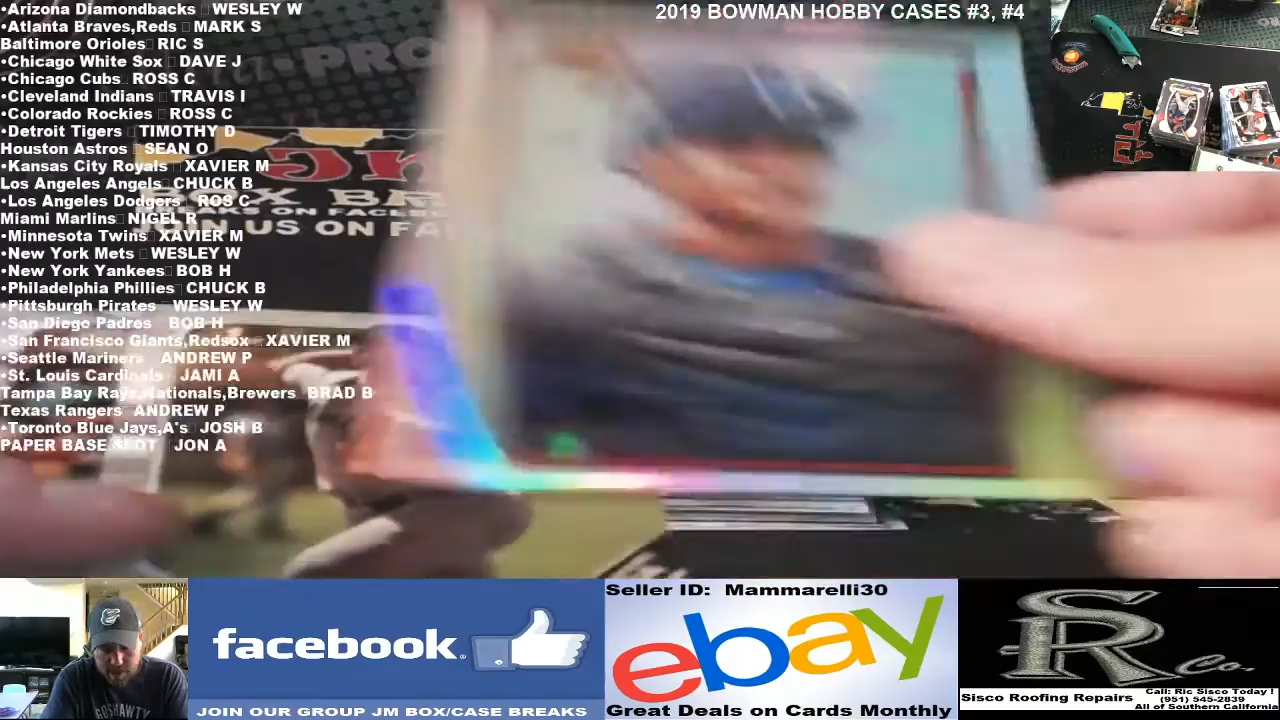 2019 BOWMAN HOBBY CASES #3, #4
•Arizona Diamondbacks WESLEY W
•Atlanta Braves,Reds MARK S
Baltimore Orioles RIC S
•Chicago White Sox DAVE J
•Chicago Cubs ROSS C
•Cleveland Indians TRAVIS I
•Colorado Rockies ROSS C
•Detroit Tigers TIMOTHY D
Houston Astros SEAN O
•Kansas City Royals XAVIER M
Los Angeles Angels CHUCK B
•Los Angeles Dodgers ROS C
Miami Marlins NIGEL R
•Minnesota Twins XAVIER M
•New York Mets WESLEY W
•New York Yankees BOB H
•Philadelphia Phillies CHUCK B
•Pittsburgh Pirates WESLEY W
•San Diego Padres BOB H
•San Francisco Giants,Redsox XAVIER M
•Seattle Mariners ANDREW P
•St. Louis Cardinals JAMI A
Tampa Bay Rays,Nationals,Brewers BRAD B
Texas Rangers ANDREW P
•Toronto Blue Jays,A's JOSH B
PAPER BASE SLOT JON A
BOX BR
JOIN US ON FA
facebook.
JOIN OUR GROUP JM BOX/CASE BREAKS
Seller ID: Mammarelli30
ebay
Great Deals on Cards Monthly
SR Co.
Sisco Roofing Repairs
Call: Ric Sisco Today !
(951) 545-2839
All of Southern California